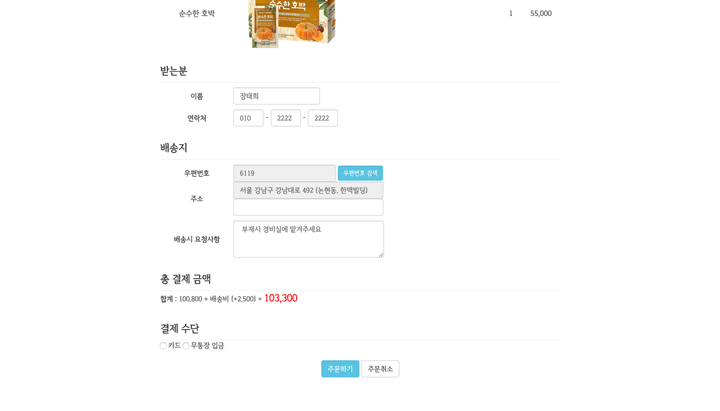 순수한 호박
순수한 호박 1 55,000
받는분
이름 장태희
연락처 010 - 2222 - 2222
배송지
우편번호 6119 우편번호 검색
주소 서울 강남구 강남대로 492 (논현동, 한맥빌딩)
배송시 요청사항 부재시 경비실에 맡겨주세요
총 결제 금액
합계 : 100,800 + 배송비 (+2,500) = 103,300
결제 수단
카드 무통장 입금
주문하기 주문취소